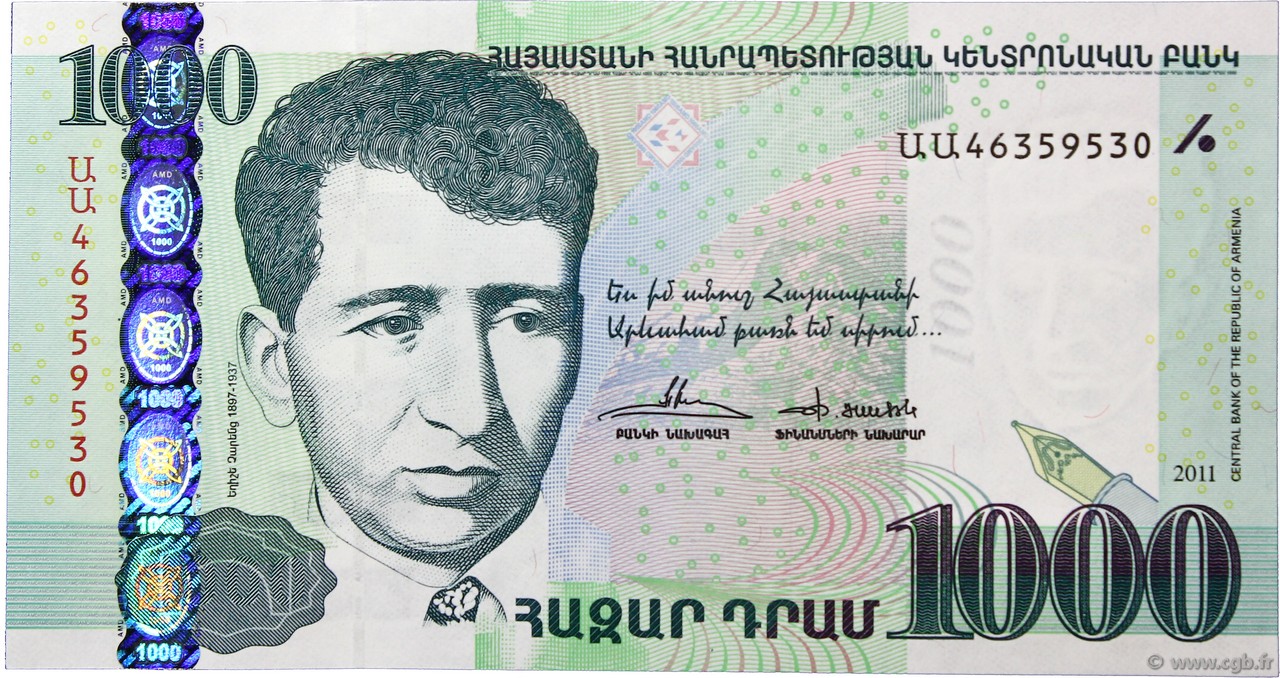 1000
ՀԱՅԱՍՏԱՆԻ ՀԱՆՐԱՊԵՏՈՒԹՅԱՆ ԿԵՆՏՐՈՆԱԿԱՆ ԲԱՆԿ
ԱԱ46359530
ԱԱ46359530
AMD
1000
Ես իմ անուշ Հայաստանի
Արևահամ բառն եմ սիրում...
1000
ԲԱՆԿԻ ՆԱԽԱԳԱՀ
ՖԻՆԱՆՍՆԵՐԻ ՆԱԽԱՐԱՐ
Եղիշե Չարենց 1897-1937
CENTRAL BANK OF THE REPUBLIC OF ARMENIA
2011
ՀԱԶԱՐ ԴՐԱՄ
1000
© www.cgb.fr